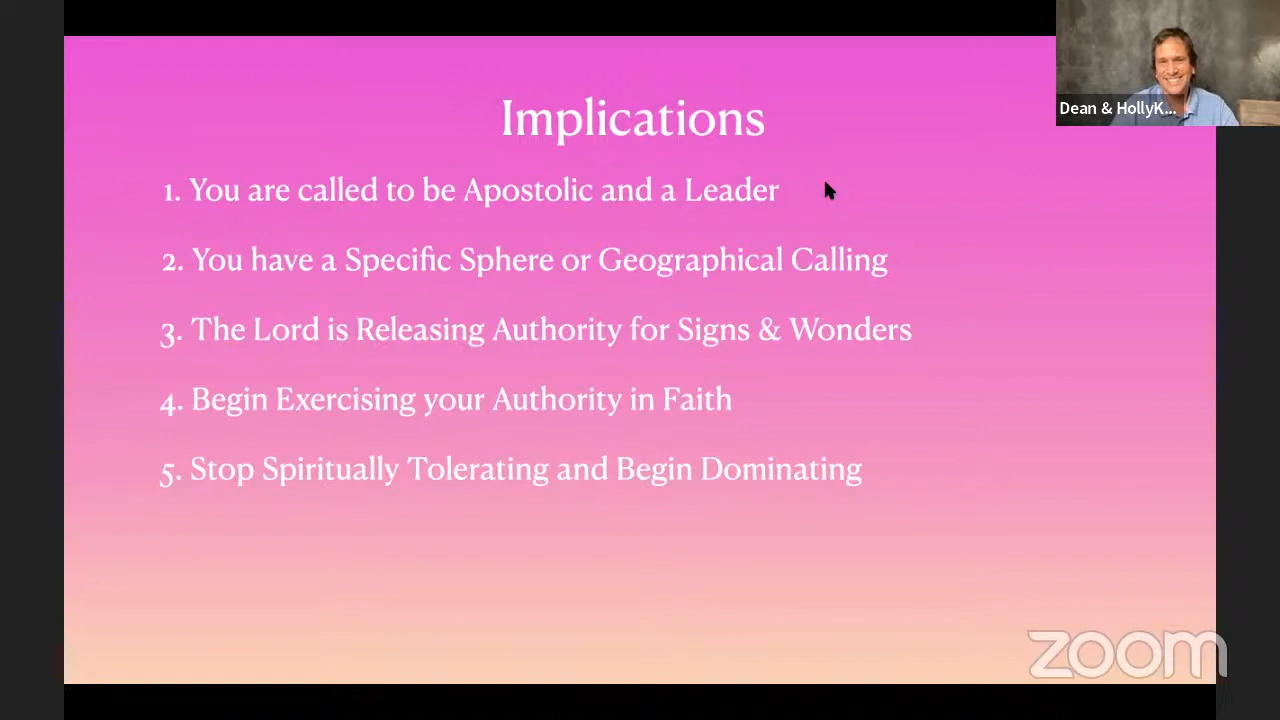 Implications
Dean & HollyK...
1. You are called to be Apostolic and a Leader
2. You have a Specific Sphere or Geographical Calling
3. The Lord is Releasing Authority for Signs & Wonders
4. Begin Exercising your Authority in Faith
5. Stop Spiritually Tolerating and Begin Dominating
zoom